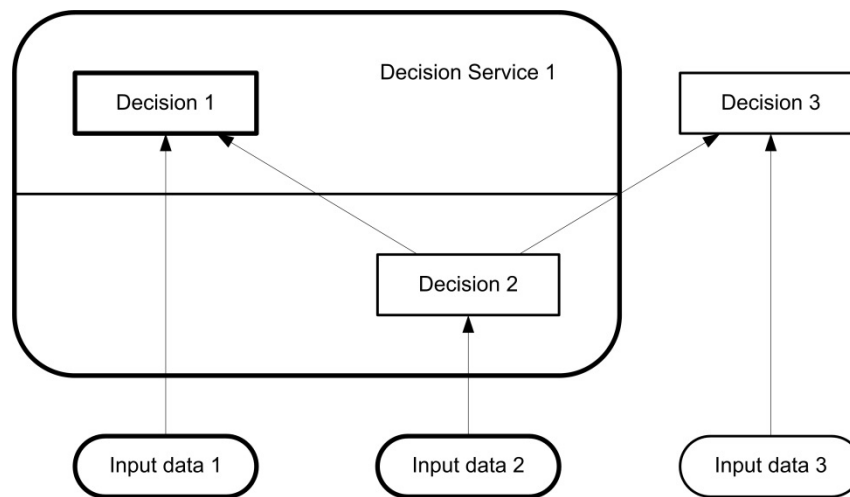 Decision Service 1
Decision 1
Decision 3
Decision 2
Input data 1
Input data 2
Input data 3